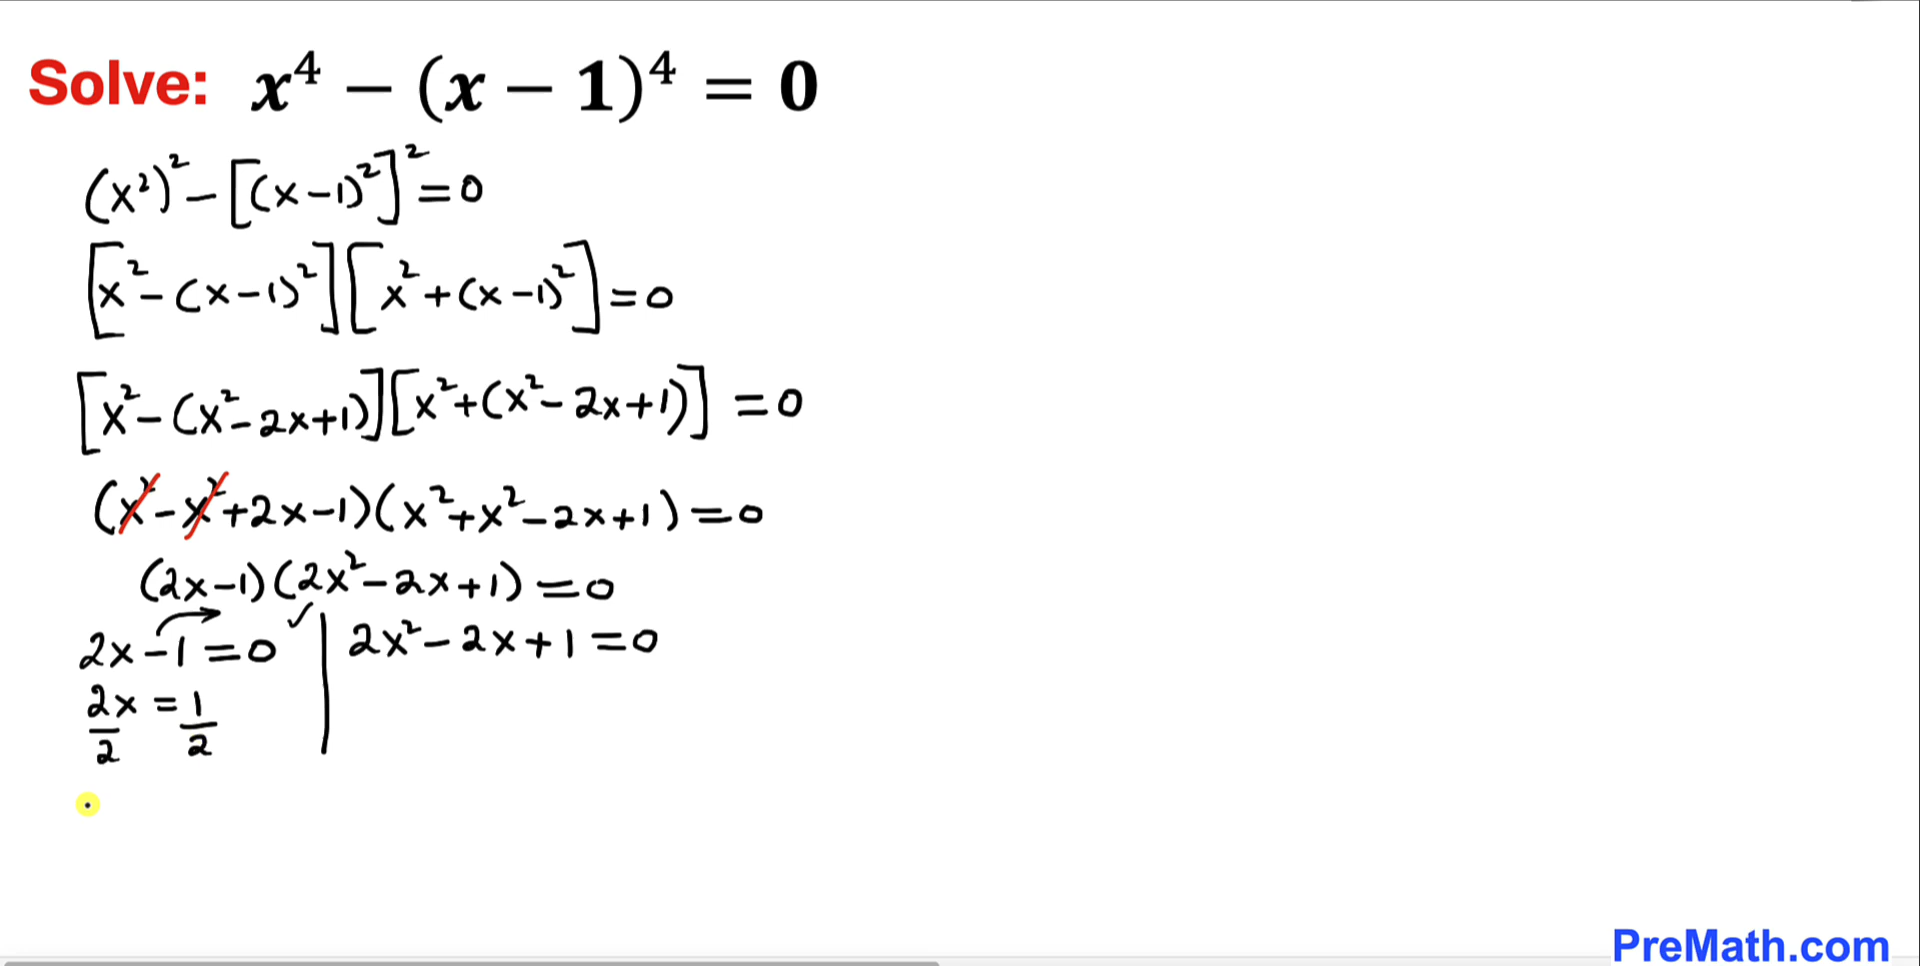 Solve: x⁴ − (x − 1)⁴ = 0
(x²)² − [(x−1)²]² = 0
[x² − (x−1)²][x² + (x−1)²] = 0
[x² − (x² − 2x+1)][x² + (x² − 2x+1)] = 0
(x² − x² + 2x − 1)(x² + x² − 2x + 1) = 0
(2x−1)(2x² − 2x + 1) = 0
2x − 1 = 0 ✓ | 2x² − 2x + 1 = 0
2x/2 = 1/2
PreMath.com